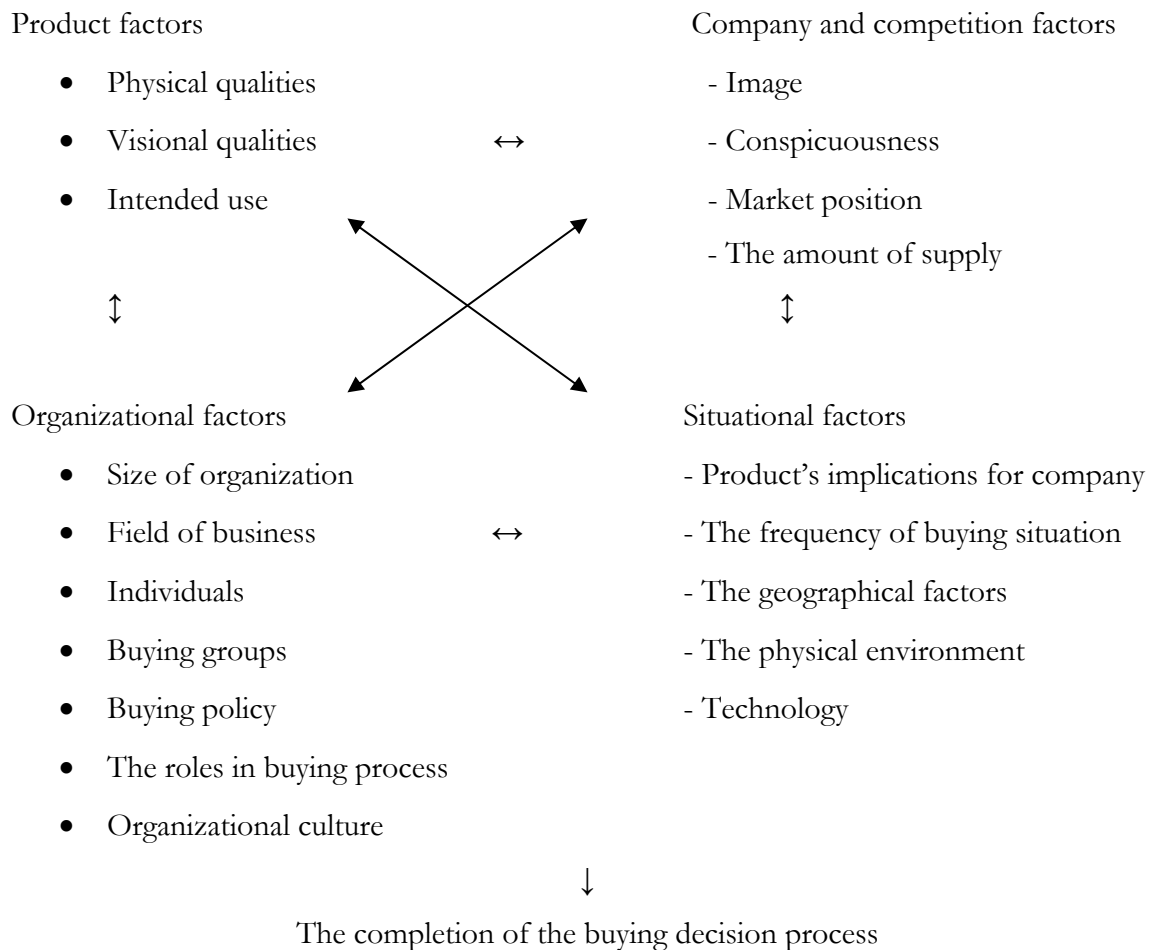 Product factors
• Physical qualities
• Visional qualities
• Intended use
↔
Company and competition factors
- Image
- Conspicuousness
- Market position
- The amount of supply
↕
↕
Organizational factors
• Size of organization
• Field of business
• Individuals
• Buying groups
• Buying policy
• The roles in buying process
• Organizational culture
↔
Situational factors
- Product’s implications for company
- The frequency of buying situation
- The geographical factors
- The physical environment
- Technology
↓
The completion of the buying decision process